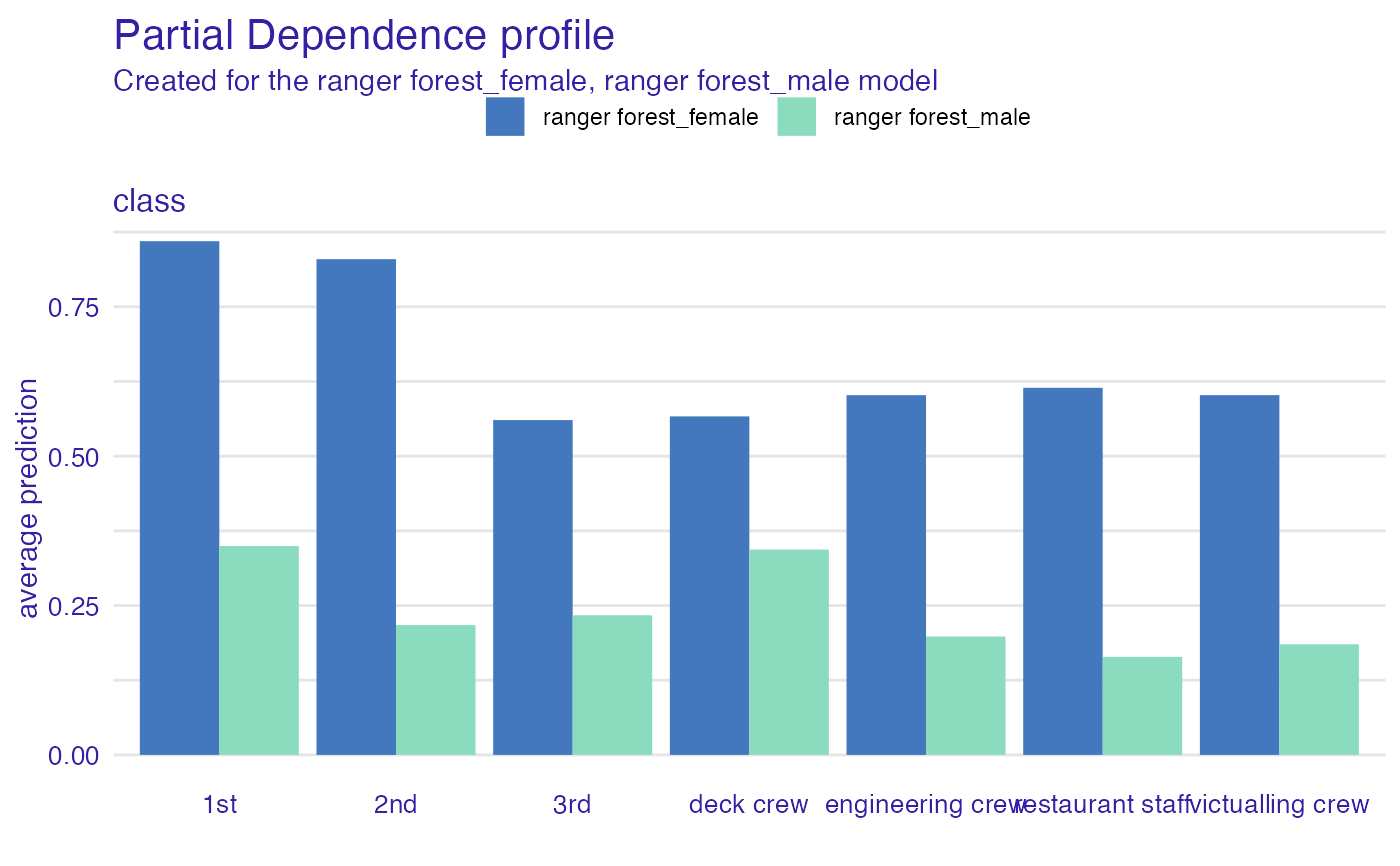 Partial Dependence profile
Created for the ranger forest_female, ranger forest_male model
ranger forest_female ranger forest_male
class
average prediction
0.75
0.50
0.25
0.00
1st 2nd 3rd deck crew engineering crew restaurant staff victualling crew